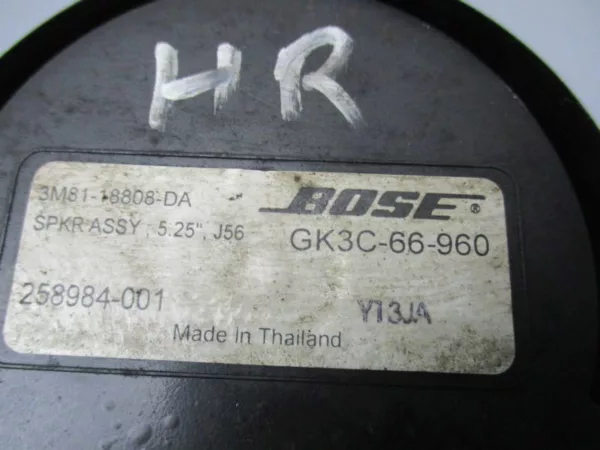 HR
3M81-18808-DA
SPKR ASSY, 5.25", J56
BOSE®
GK3C-66-960
258984-001
Y13JA
Made In Thailand